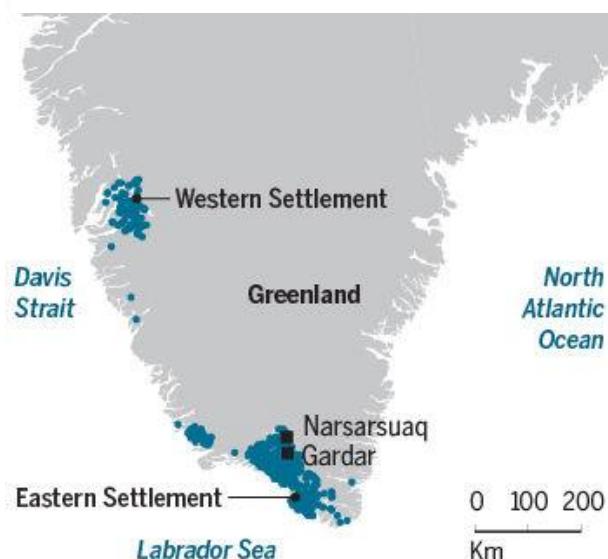 Western Settlement
Davis
Strait
Greenland
North
Atlantic
Ocean
Narsarsuaq
Gardar
Eastern Settlement
0 100 200
Km
Labrador Sea